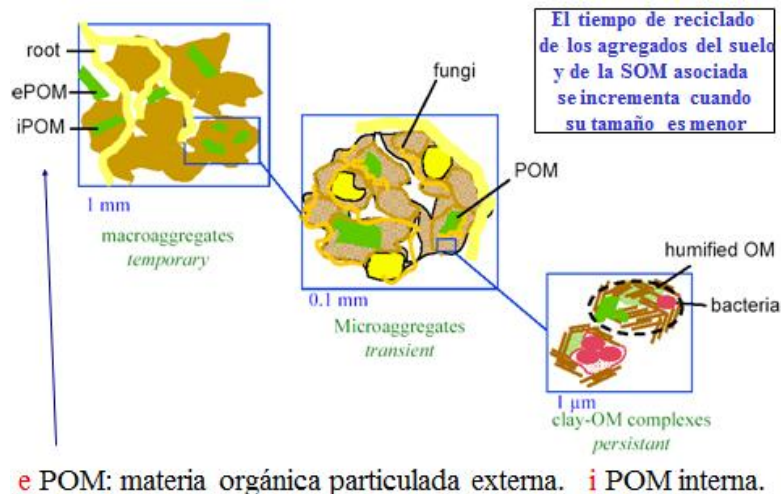 El tiempo de reciclado
de los agregados del suelo
y de la SOM asociada
se incrementa cuando
su tamaño es menor
root
ePOM
iPOM
1 mm
macroaggregates
temporary
fungi
POM
0.1 mm
Microaggregates
transient
humified OM
bacteria
1 µm
clay-OM complexes
persistant
e POM: materia orgánica particulada externa. i POM interna.